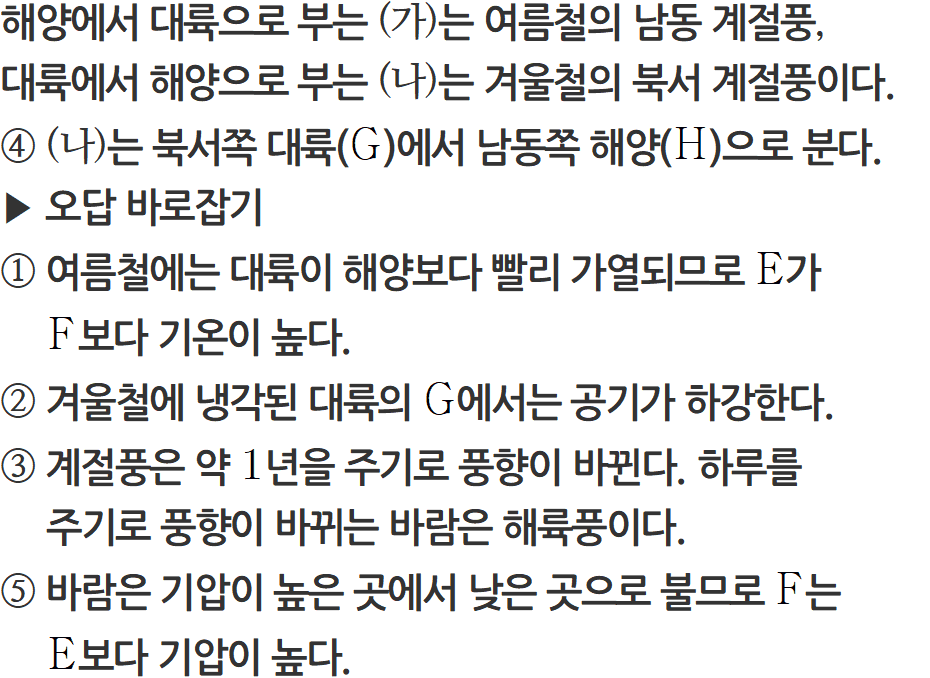 해양에서 대륙으로 부는 (가)는 여름철의 남동 계절풍,
대륙에서 해양으로 부는 (나)는 겨울철의 북서 계절풍이다.
④ (나)는 북서쪽 대륙(G)에서 남동쪽 해양(H)으로 분다.
▶ 오답 바로잡기
① 여름철에는 대륙이 해양보다 빨리 가열되므로 E가
F보다 기온이 높다.
② 겨울철에 냉각된 대륙의 G에서는 공기가 하강한다.
③ 계절풍은 약 1년을 주기로 풍향이 바뀐다. 하루를
주기로 풍향이 바뀌는 바람은 해륙풍이다.
⑤ 바람은 기압이 높은 곳에서 낮은 곳으로 불므로 F는
E보다 기압이 높다.